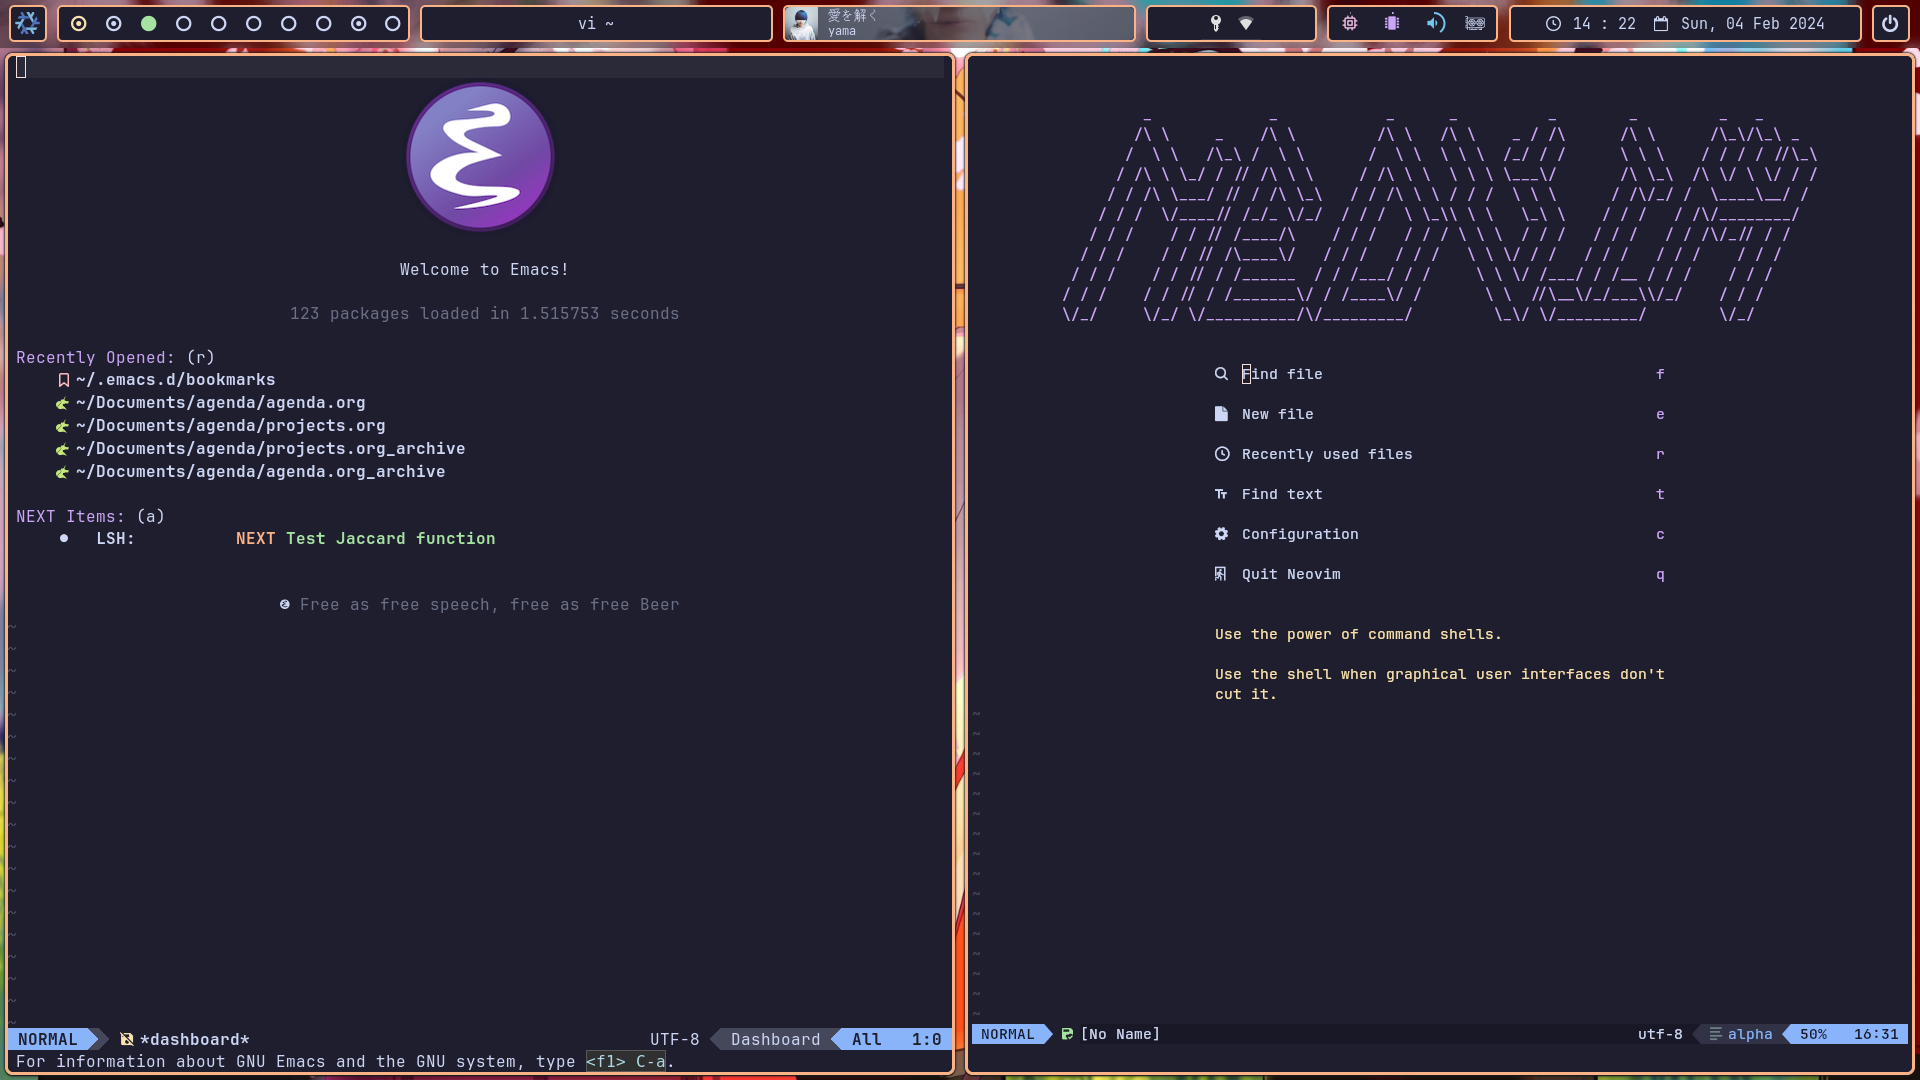 vi ~
愛を解く
yama
14 : 22
Sun, 04 Feb 2024
Welcome to Emacs!
123 packages loaded in 1.515753 seconds
Recently Opened: (r)
~/.emacs.d/bookmarks
~/Documents/agenda/agenda.org
~/Documents/agenda/projects.org
~/Documents/agenda/projects.org_archive
~/Documents/agenda/agenda.org_archive
NEXT Items: (a)
LSH: NEXT Test Jaccard function
Free as free speech, free as free Beer
NORMAL *dashboard* UTF-8 Dashboard All 1:0
For information about GNU Emacs and the GNU system, type <f1> C-a.
Find file f
New file e
Recently used files r
Find text t
Configuration c
Quit Neovim q
Use the power of command shells.
Use the shell when graphical user interfaces don't
cut it.
NORMAL [No Name] utf-8 alpha 50% 16:31